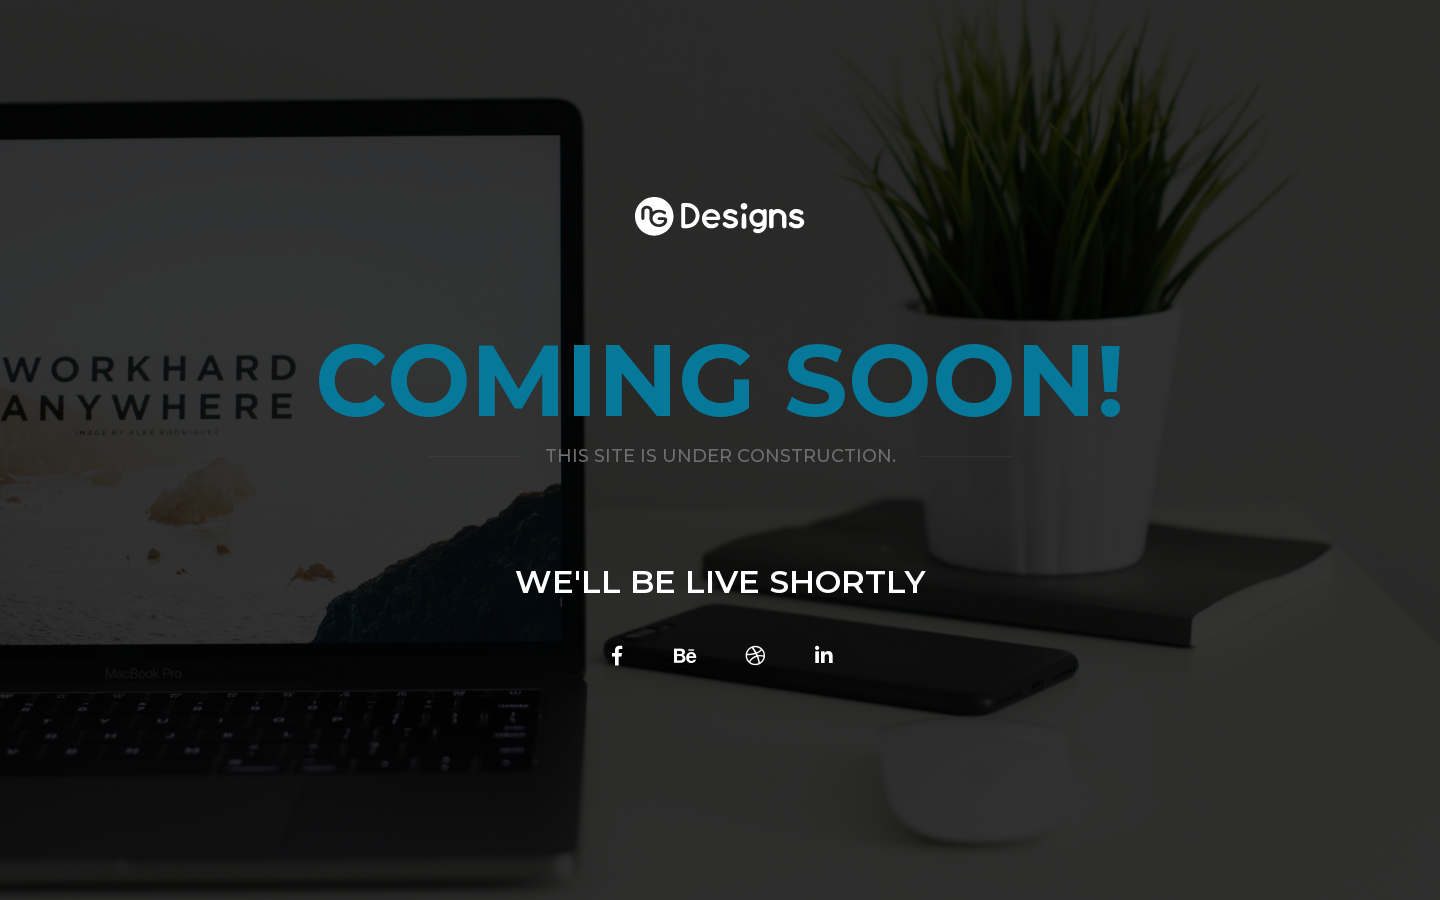 NG Designs
WORKHARD
ANYWHERE
IMAGE BY ALEX RODRIGUEZ
COMING SOON!
THIS SITE IS UNDER CONSTRUCTION.
WE'LL BE LIVE SHORTLY
Bē
in
MacBook Pro